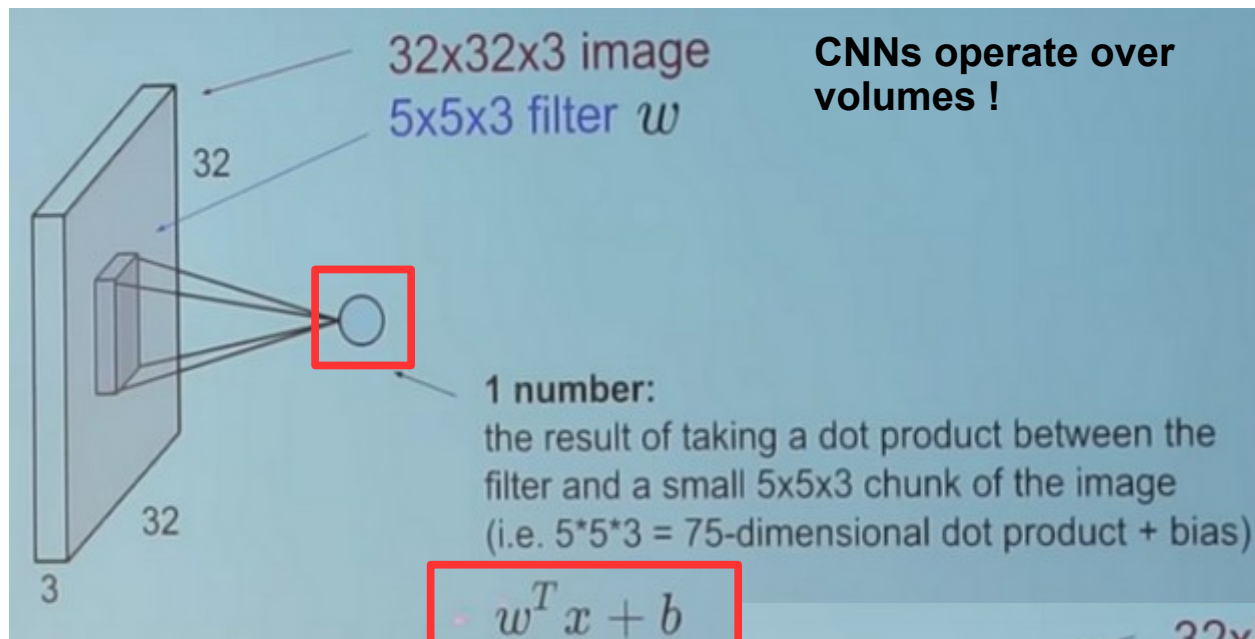 32x32x3 image
5x5x3 filter w
CNNs operate over
volumes !
32
1 number:
the result of taking a dot product between the
filter and a small 5x5x3 chunk of the image
(i.e. 5*5*3 = 75-dimensional dot product + bias)
32
3
w^T x + b
32x